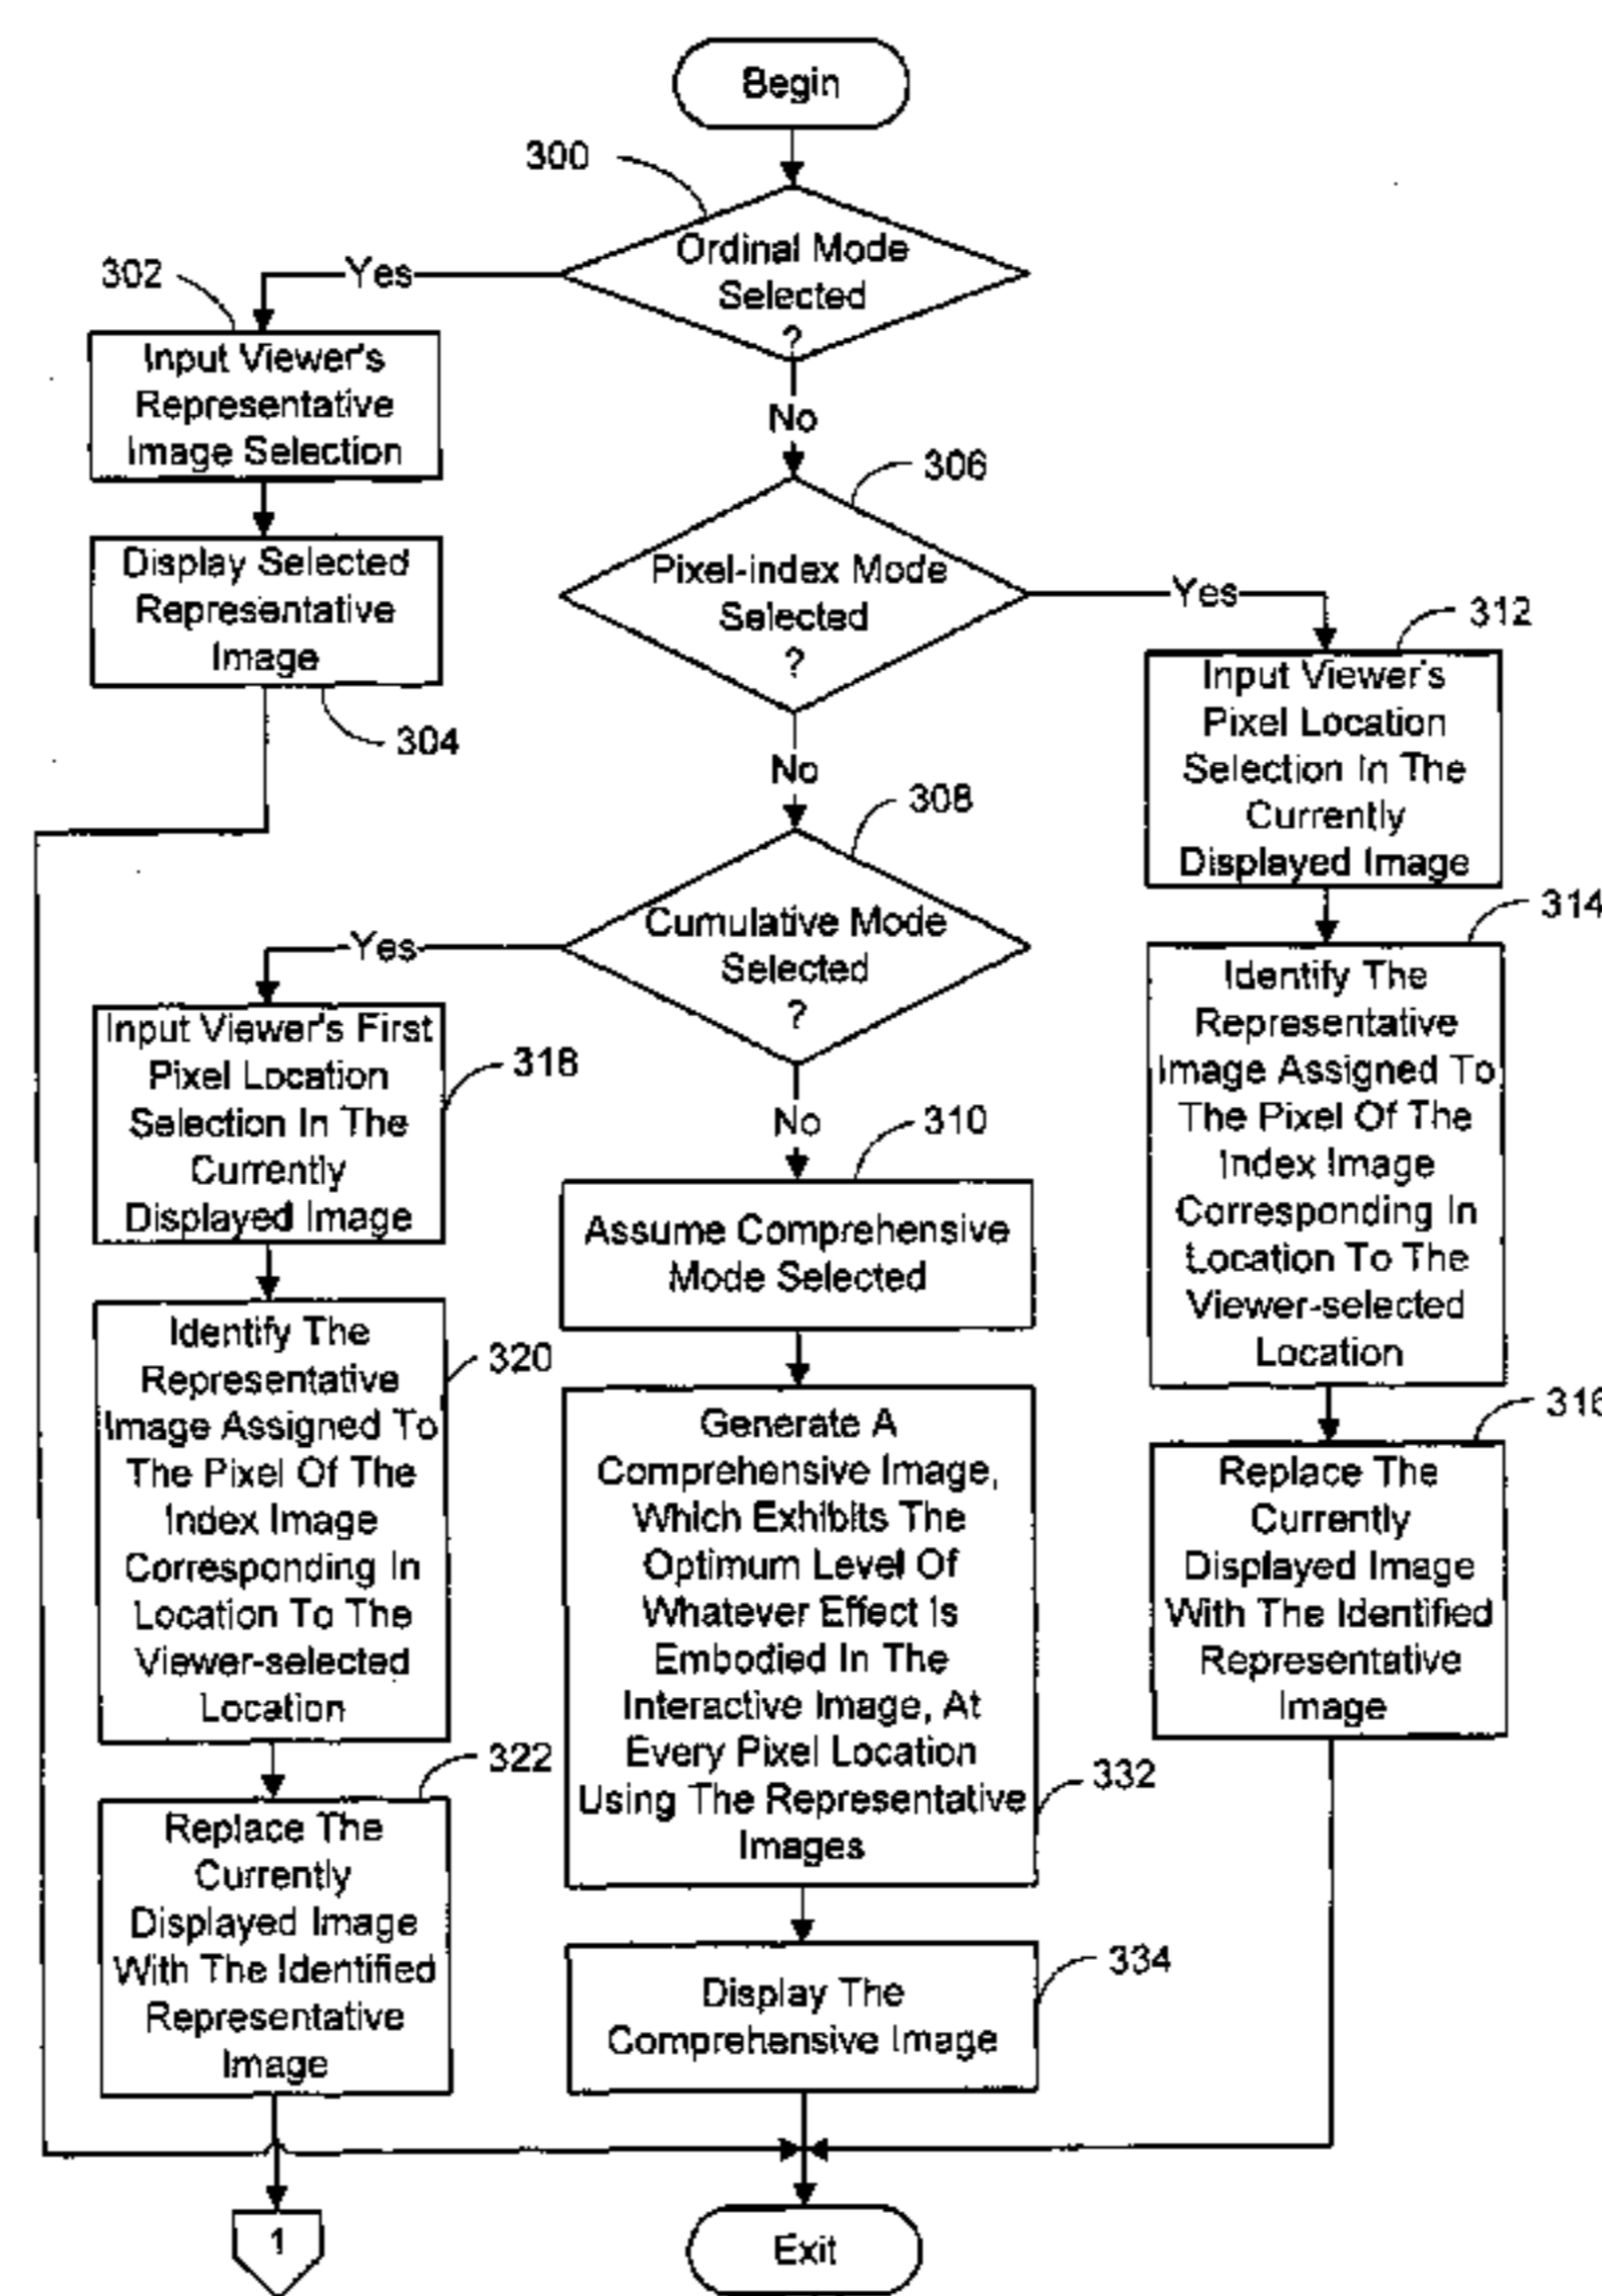 Begin
300
Ordinal Mode
Selected
?
Yes
302
Input Viewer's
Representative
Image Selection
No
Display Selected
Representative
Image
304
306
Pixel-index Mode
Selected
?
Yes
312
Input Viewer's
Pixel Location
Selection In The
Currently
Displayed Image
No
308
Cumulative Mode
Selected
?
Yes
314
Identify The
Representative
Image Assigned To
The Pixel Of The
Index Image
Corresponding In
Location To The
Viewer-selected
Location
316
Replace The
Currently
Displayed Image
With The Identified
Representative
Image
318
Input Viewer's First
Pixel Location
Selection In The
Currently
Displayed Image
No
310
Assume Comprehensive
Mode Selected
320
Identify The
Representative
Image Assigned To
The Pixel Of The
Index Image
Corresponding In
Location To The
Viewer-selected
Location
Generate A
Comprehensive Image,
Which Exhibits The
Optimum Level Of
Whatever Effect Is
Embodied In The
Interactive Image, At
Every Pixel Location
Using The Representative
Images
332
322
Replace The
Currently
Displayed Image
With The Identified
Representative
Image
334
Display The
Comprehensive Image
1
Exit